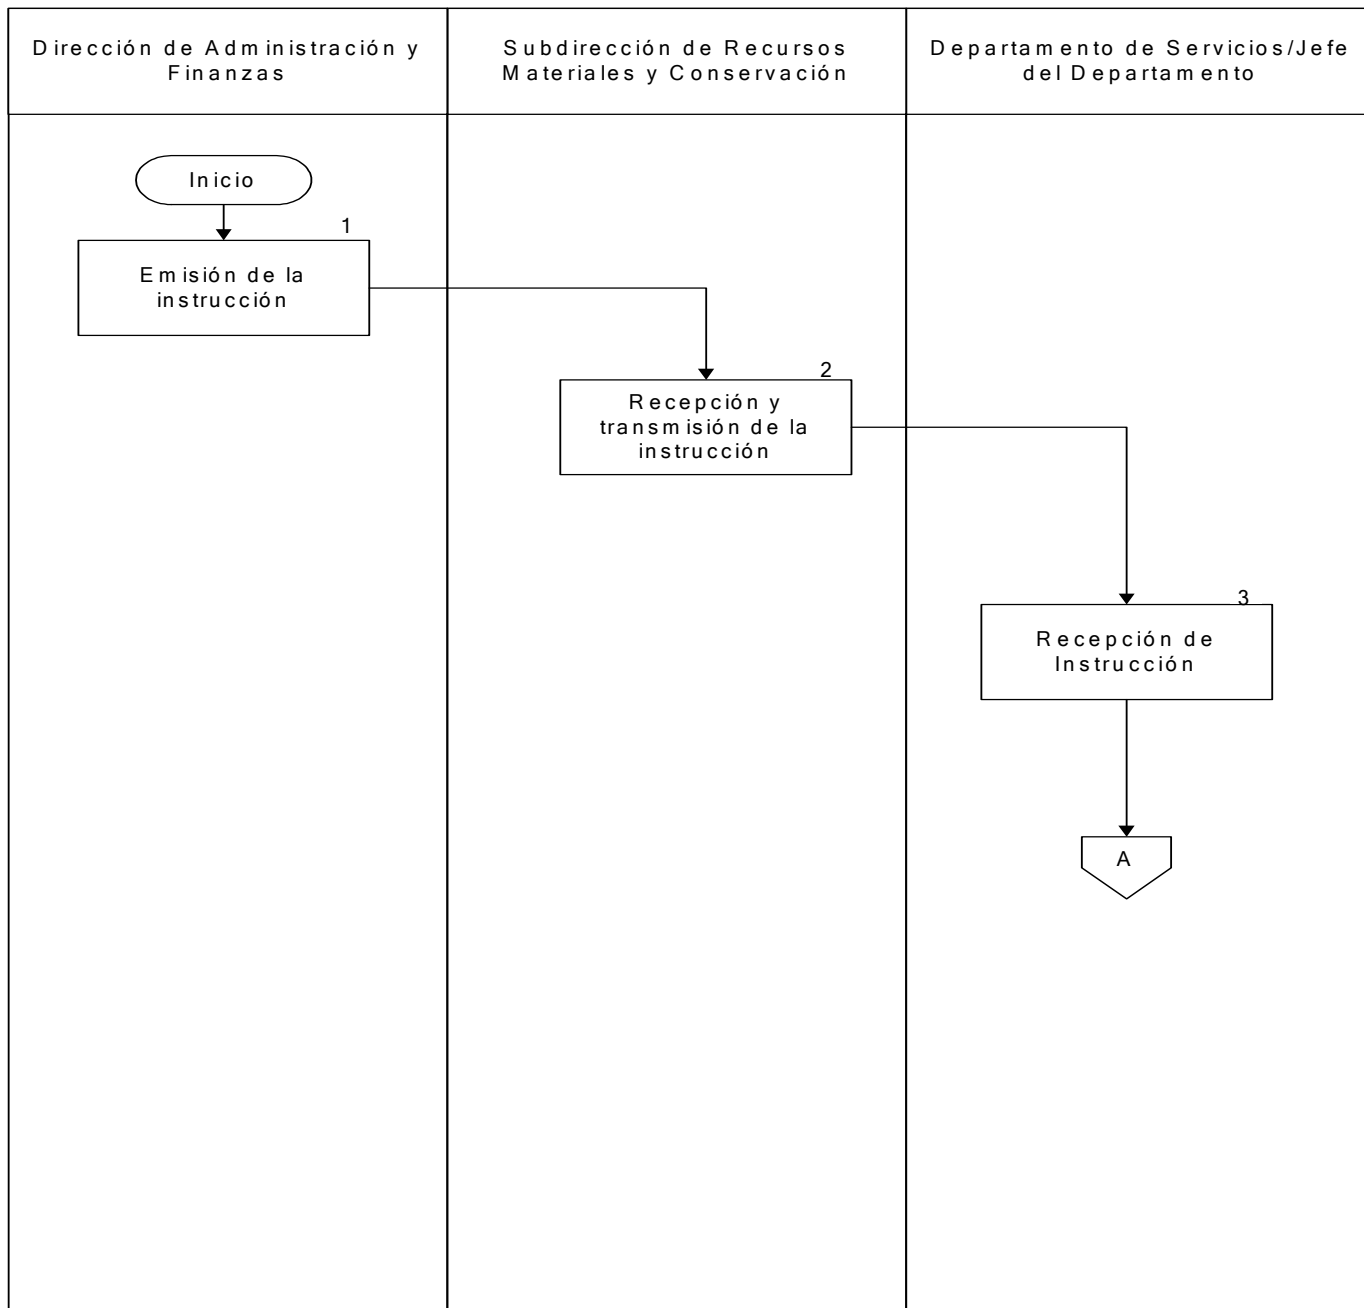 Dirección de Administración y
Finanzas
Subdirección de Recursos
Materiales y Conservación
Departamento de Servicios/Jefe
del Departamento
Inicio
1
Emisión de la
instrucción
2
Recepción y
transmisión de la
instrucción
3
Recepción de
Instrucción
A